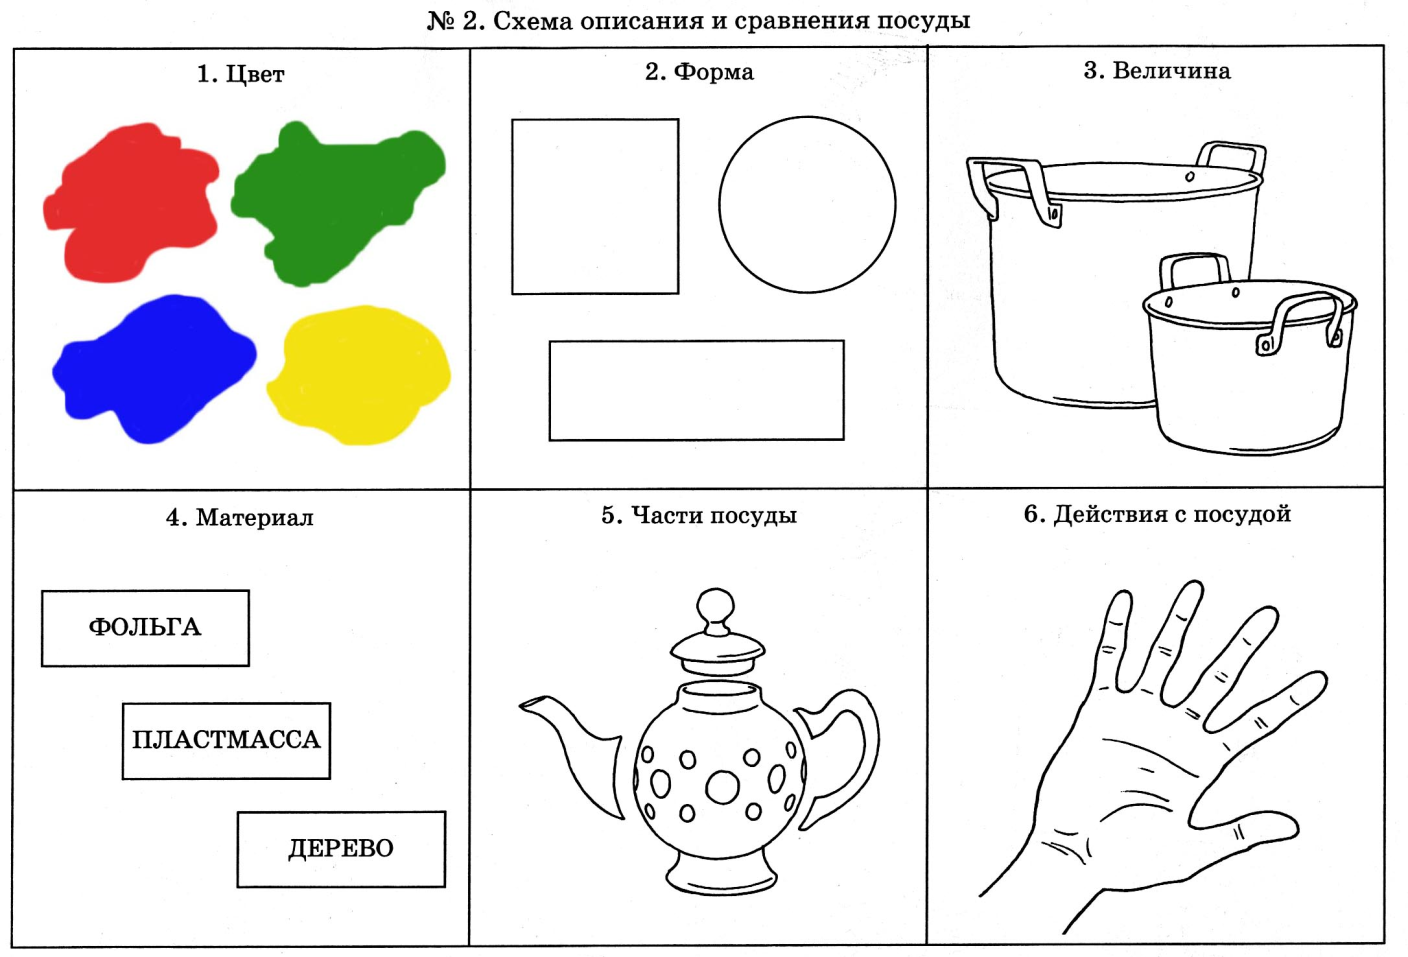 № 2. Схема описания и сравнения посуды
1. Цвет
2. Форма
3. Величина
4. Материал
ФОЛЬГА
ПЛАСТМАССА
ДЕРЕВО
5. Части посуды
6. Действия с посудой